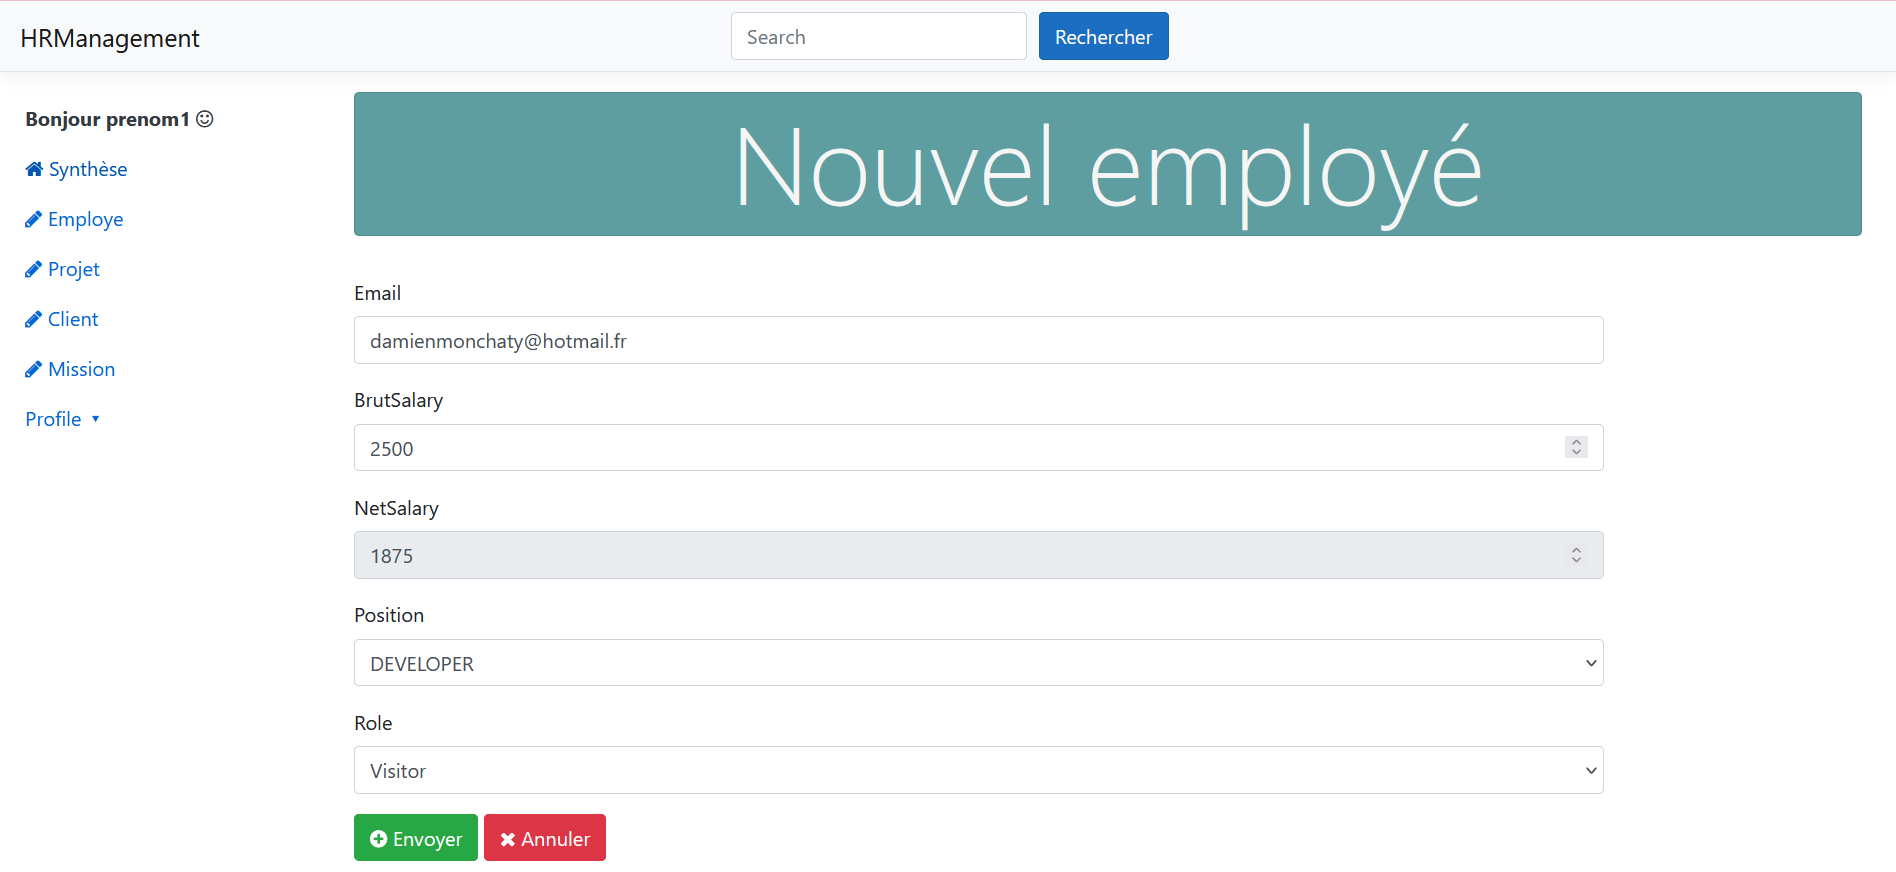 HRManagement
Search
Rechercher
Bonjour prenom1
Synthèse
Employe
Projet
Client
Mission
Profile
Nouvel employé
Email
damienmonchaty@hotmail.fr
BrutSalary
2500
NetSalary
1875
Position
DEVELOPER
Role
Visitor
Envoyer
Annuler